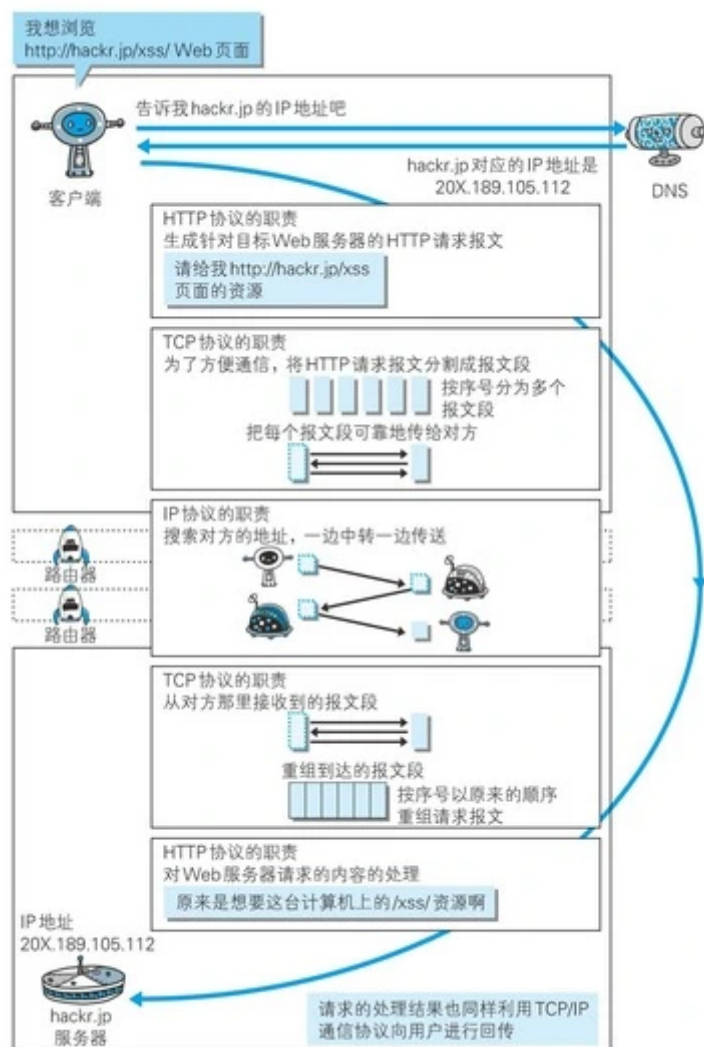 我想浏览
http://hackr.jp/xss/ Web页面
告诉我hackr.jp的IP地址吧
hackr.jp对应的IP地址是
20X.189.105.112
客户端
DNS
HTTP协议的职责
生成针对目标Web服务器的HTTP请求报文
请给我http://hackr.jp/xss
页面的资源
TCP协议的职责
为了方便通信，将HTTP请求报文分割成报文段
按序号分为多个
报文段
把每个报文段可靠地传给对方
IP协议的职责
搜索对方的地址，一边中转一边传送
路由器
路由器
TCP协议的职责
从对方那里接收到的报文段
重组到达的报文段
按序号以原来的顺序
重组请求报文
HTTP协议的职责
对Web服务器请求的内容的处理
原来是想要这台计算机上的/xss/资源啊
IP地址
20X.189.105.112
hackr.jp
服务器
请求的处理结果也同样利用TCP/IP
通信协议向用户进行回传